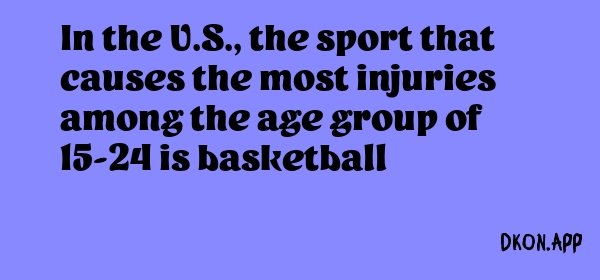 In the U.S., the sport that
causes the most injuries
among the age group of
15-24 is basketball
DKON.APP